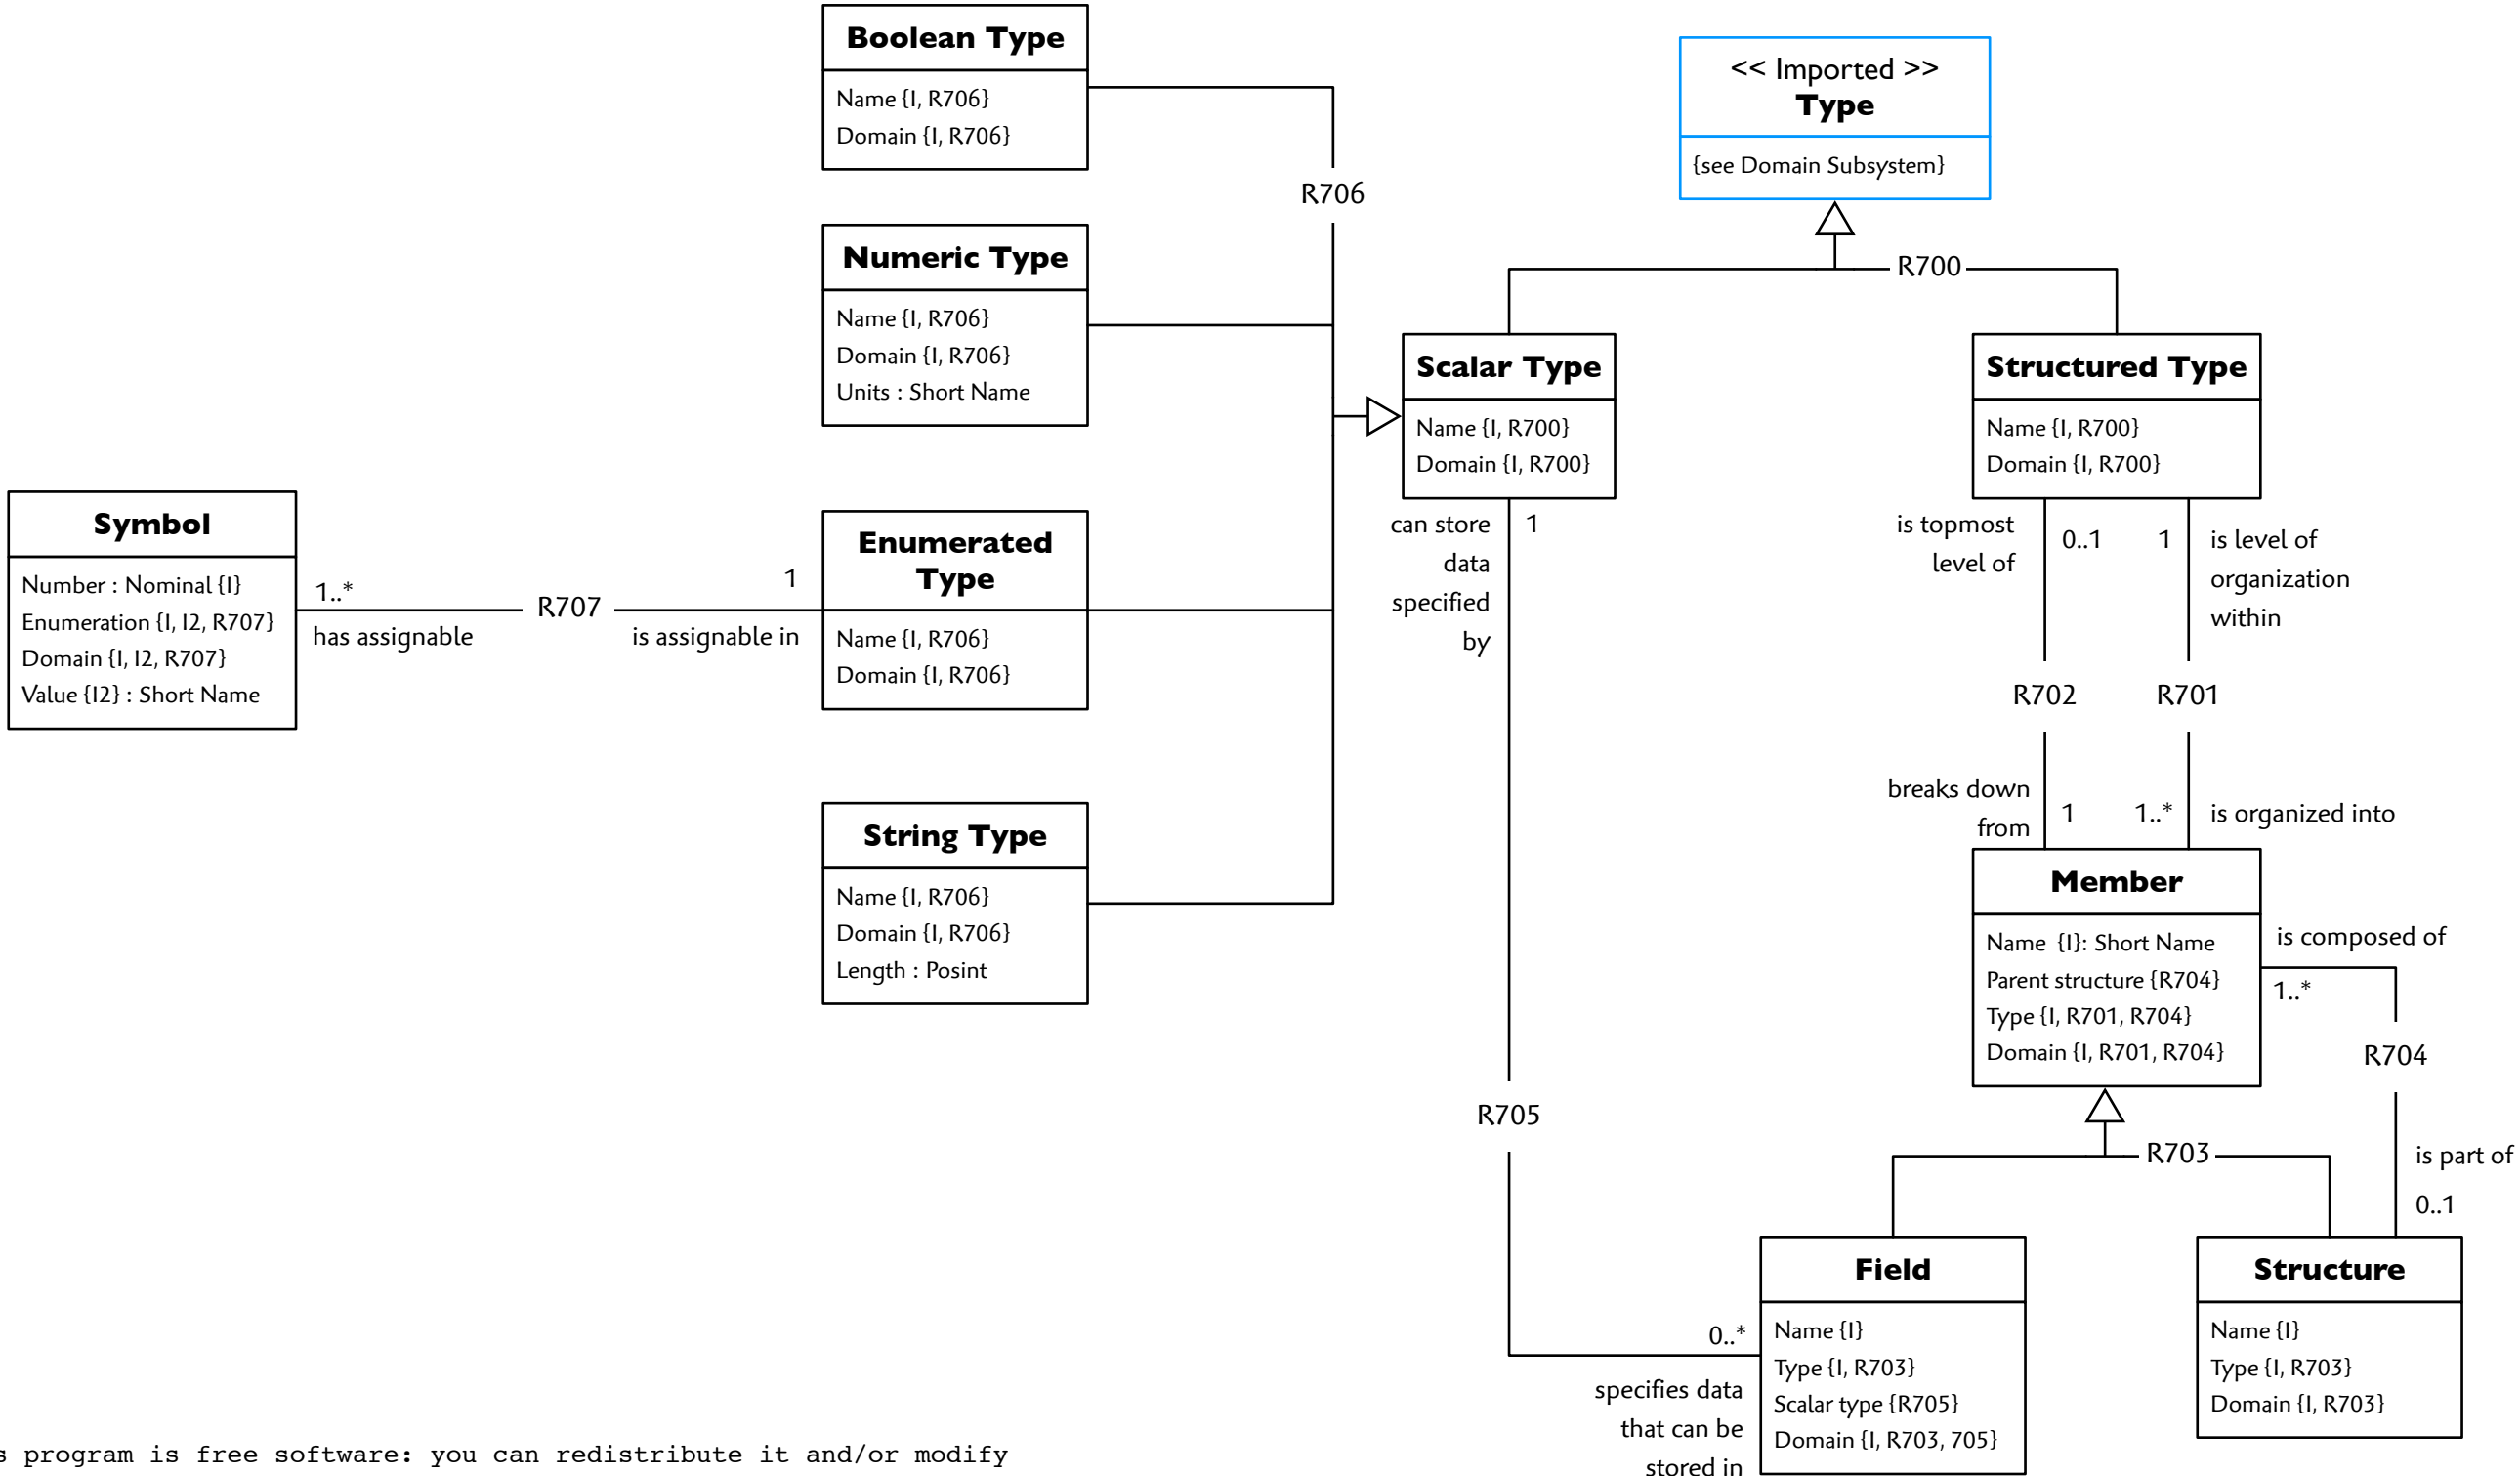 Boolean Type
Name {I, R706}
Domain {I, R706}
R706
<< Imported >>
Type
{see Domain Subsystem}
R700
Numeric Type
Name {I, R706}
Domain {I, R706}
Units : Short Name
Scalar Type
Name {I, R700}
Domain {I, R700}
Structured Type
Name {I, R700}
Domain {I, R700}
Symbol
Number : Nominal {I}
Enumeration {I, I2, R707}
Domain {I, I2, R707}
Value {I2} : Short Name
1..*
has assignable
R707
1
is assignable in
Enumerated
Type
Name {I, R706}
Domain {I, R706}
can store
data
specified
by
1
is topmost
level of
0..1
1
is level of
organization
within
R702
R701
breaks down
from
1
1..*
is organized into
String Type
Name {I, R706}
Domain {I, R706}
Length : Posint
Member
Name {I}: Short Name
Parent structure {R704}
Type {I, R701, R704}
Domain {I, R701, R704}
is composed of
1..*
R704
is part of
0..1
R705
R703
0..*
specifies data
that can be
stored in
Field
Name {I}
Type {I, R703}
Scalar type {R705}
Domain {I, R703, 705}
Structure
Name {I}
Type {I, R703}
Domain {I, R703}
s program is free software: you can redistribute it and/or modify